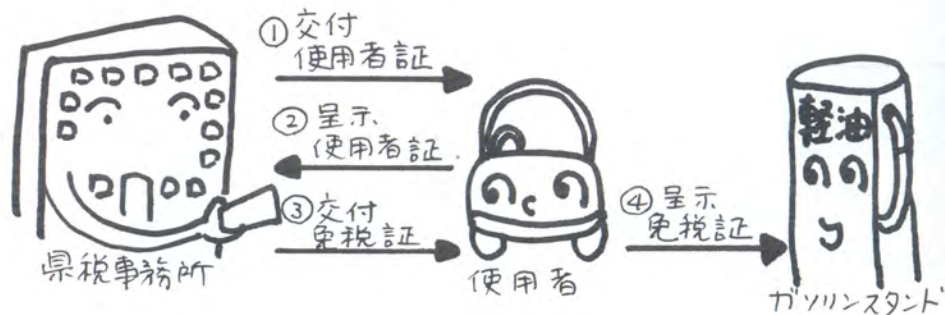 ①交付
使用者証
②呈示
使用者証
③交付
免税証
④呈示
免税証
軽油
県税事務所
使用者
ガソリンスタンド